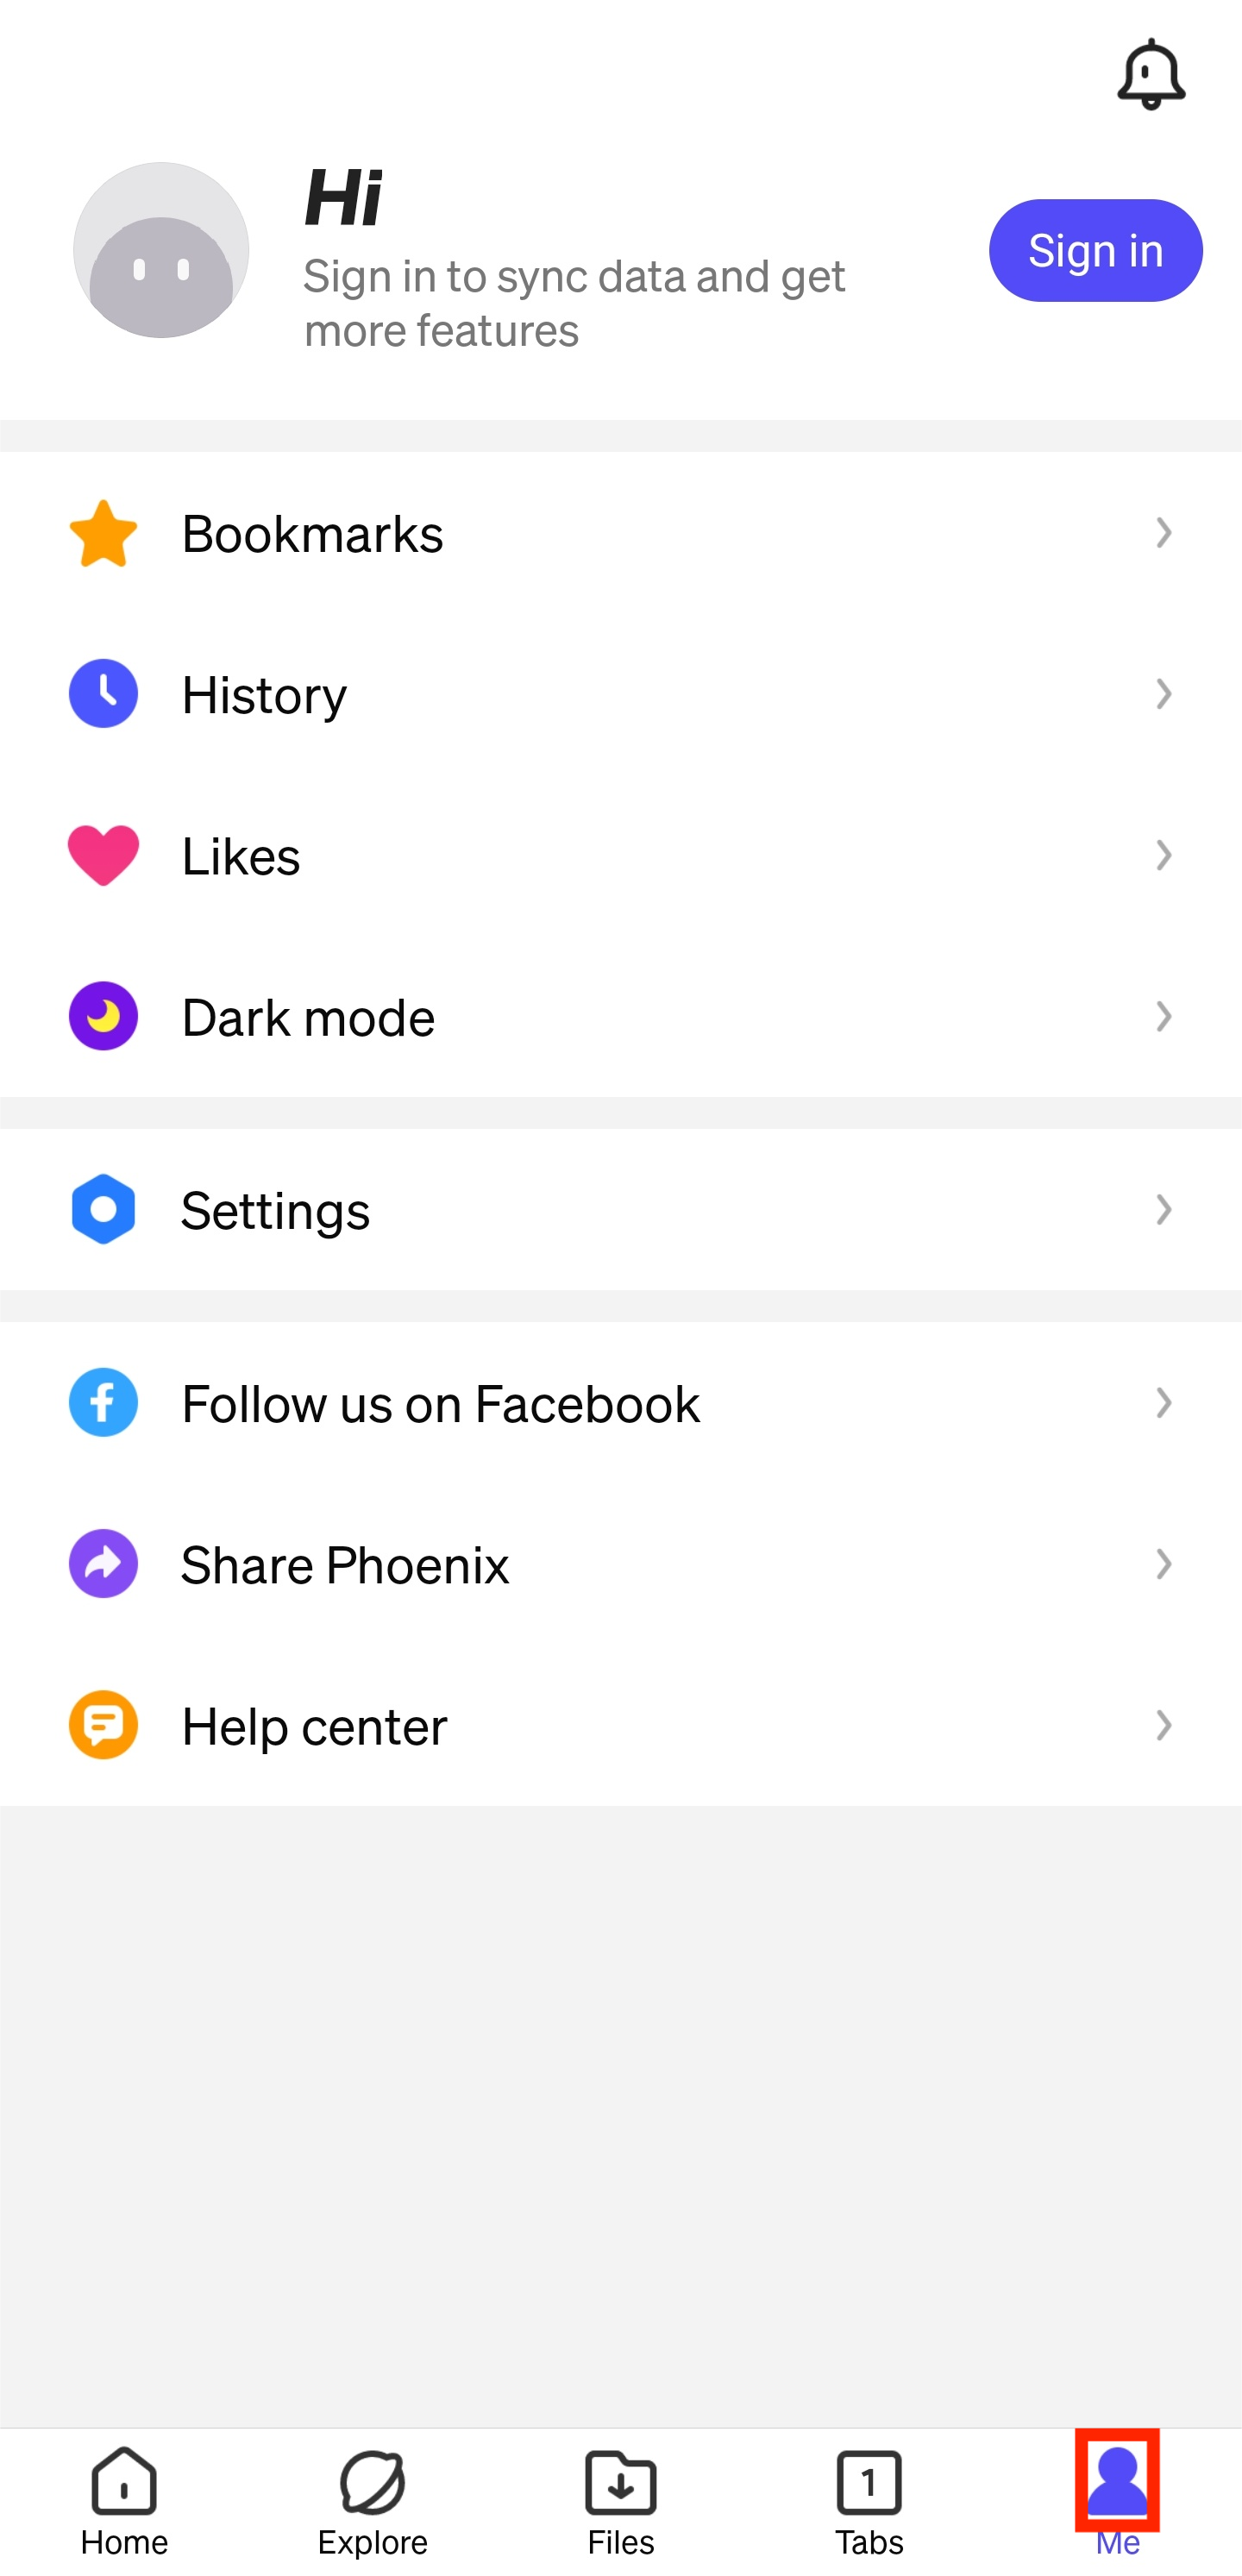 Hi
Sign in to sync data and get
more features
Sign in
Bookmarks
History
Likes
Dark mode
Settings
Follow us on Facebook
Share Phoenix
Help center
1
Home
Explore
Files
Tabs
Me